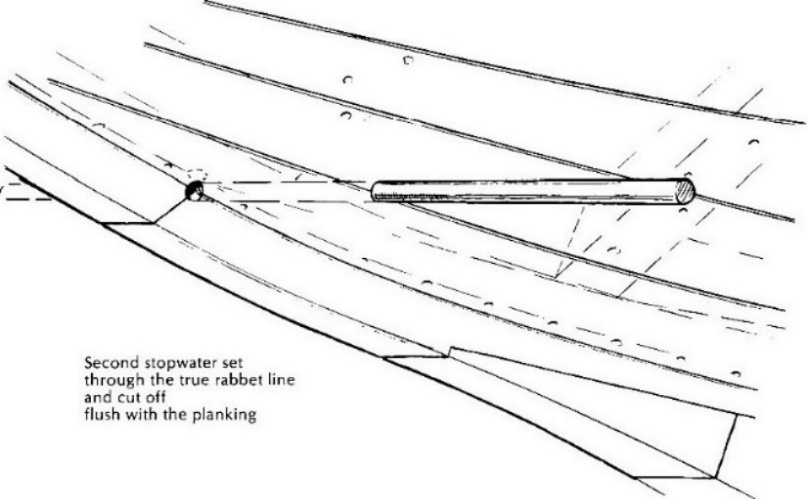 Second stopwater set
through the true rabbet line
and cut off
flush with the planking